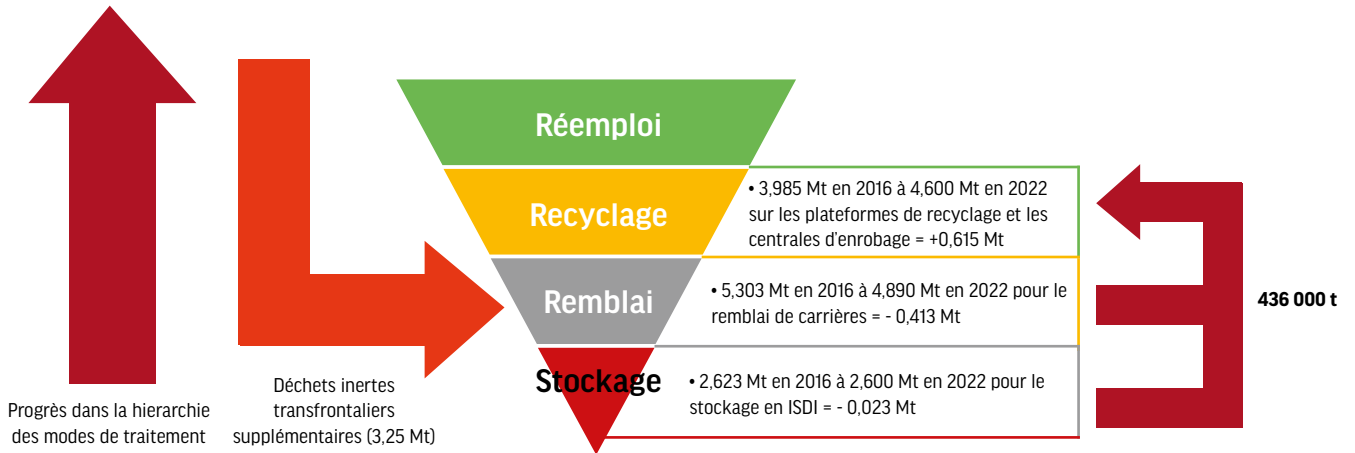 Réemploi
Recyclage
• 3,985 Mt en 2016 à 4,600 Mt en 2022
sur les plateformes de recyclage et les
centrales d'enrobage = +0,615 Mt
Remblai
• 5,303 Mt en 2016 à 4,890 Mt en 2022 pour le
remblai de carrières = - 0,413 Mt
436 000 t
Stockage
• 2,623 Mt en 2016 à 2,600 Mt en 2022 pour le
stockage en ISDI = - 0,023 Mt
Progrès dans la hierarchie
des modes de traitement
Déchets inertes
transfrontaliers
supplémentaires (3,25 Mt)